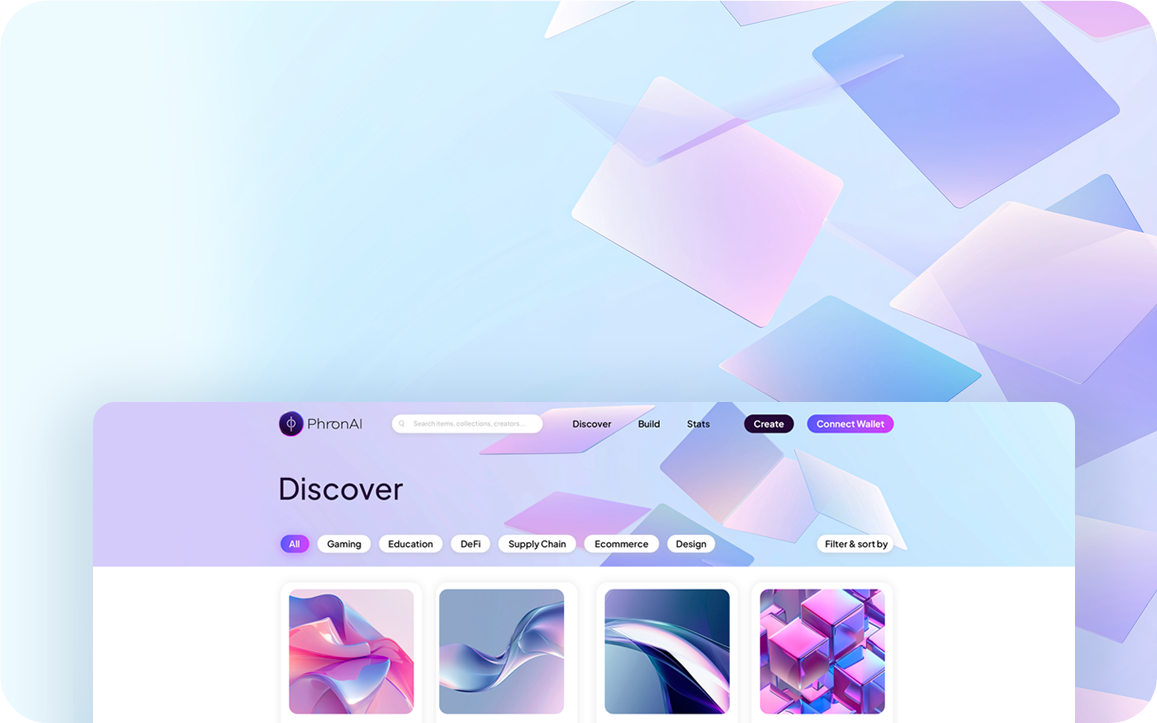 PhronAI
Search items, collections, creators...
Discover
Build
Stats
Create
Connect Wallet
Discover
All
Gaming
Education
DeFi
Supply Chain
Ecommerce
Design
Filter & sort by